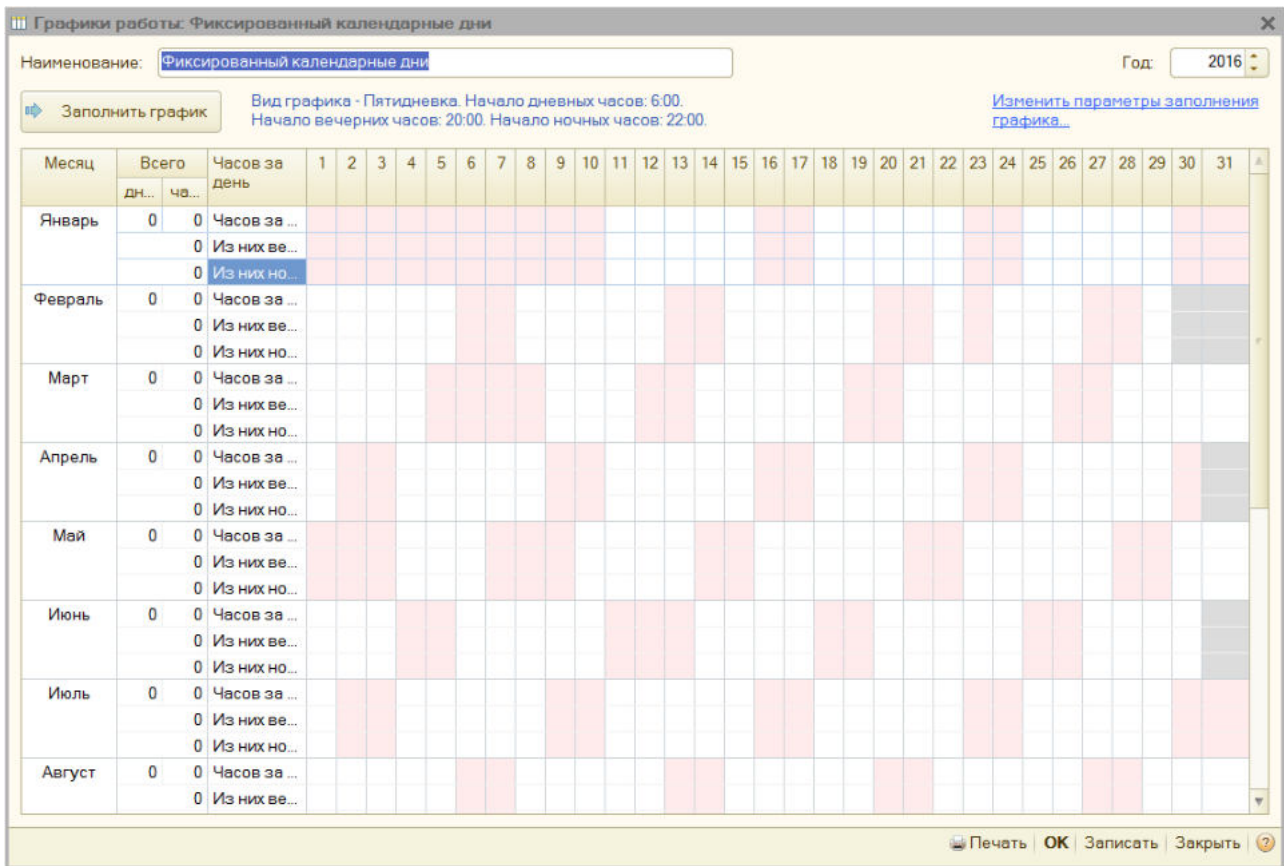 Графики работы: Фиксированный календарные дни
Наименование: Фиксированный календарные дни Год: 2016
Заполнить график
Вид графика - Пятидневка. Начало дневных часов: 6:00.
Начало вечерних часов: 20:00. Начало ночных часов: 22:00.
Изменить параметры заполнения
графика...
Месяц Всего Часов за день 1 2 3 4 5 6 7 8 9 10 11 12 13 14 15 16 17 18 19 20 21 22 23 24 25 26 27 28 29 30 31
дн... ча...
Январь 0 0 Часов за ...
0 Из них ве...
0 Из них но...
Февраль 0 0 Часов за ...
0 Из них ве...
0 Из них но...
Март 0 0 Часов за ...
0 Из них ве...
0 Из них но...
Апрель 0 0 Часов за ...
0 Из них ве...
0 Из них но...
Май 0 0 Часов за ...
0 Из них ве...
0 Из них но...
Июнь 0 0 Часов за ...
0 Из них ве...
0 Из них но...
Июль 0 0 Часов за ...
0 Из них ве...
0 Из них но...
Август 0 0 Часов за ...
0 Из них ве...
Печать OK Записать Закрыть ?